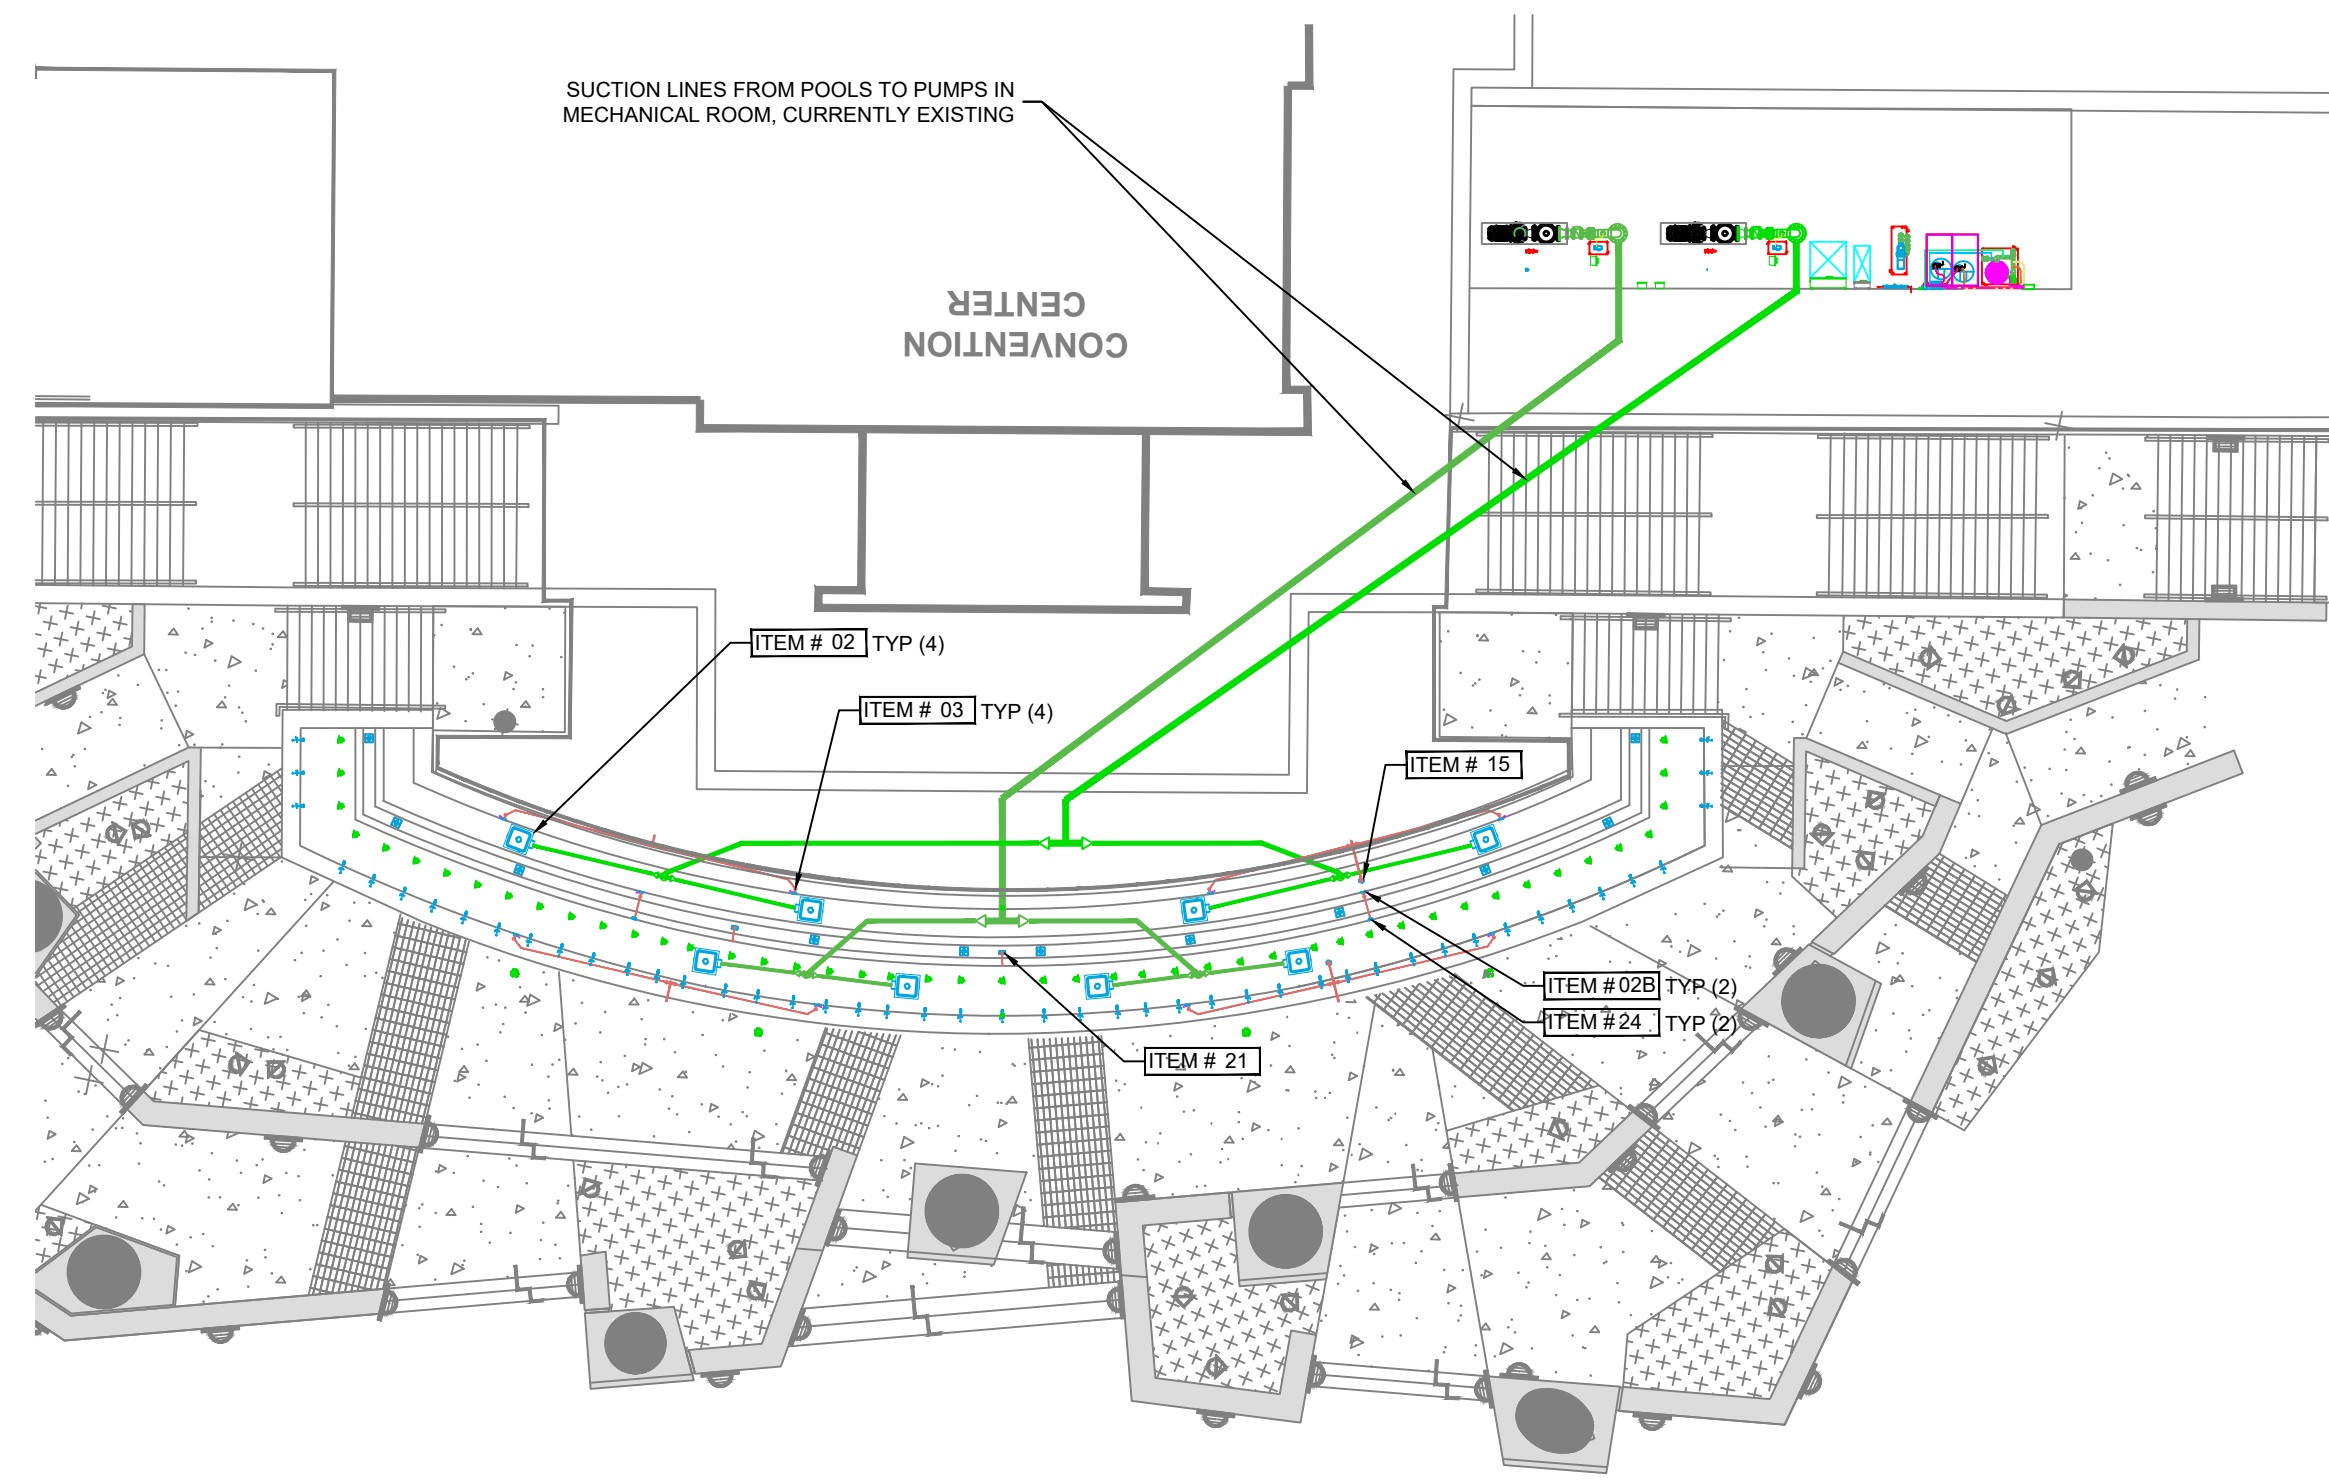 SUCTION LINES FROM POOLS TO PUMPS IN
MECHANICAL ROOM, CURRENTLY EXISTING
CONVENTION
CENTER
ITEM # 02 TYP (4)
ITEM # 03 TYP (4)
ITEM # 15
ITEM # 02B TYP (2)
ITEM # 24 TYP (2)
ITEM # 21